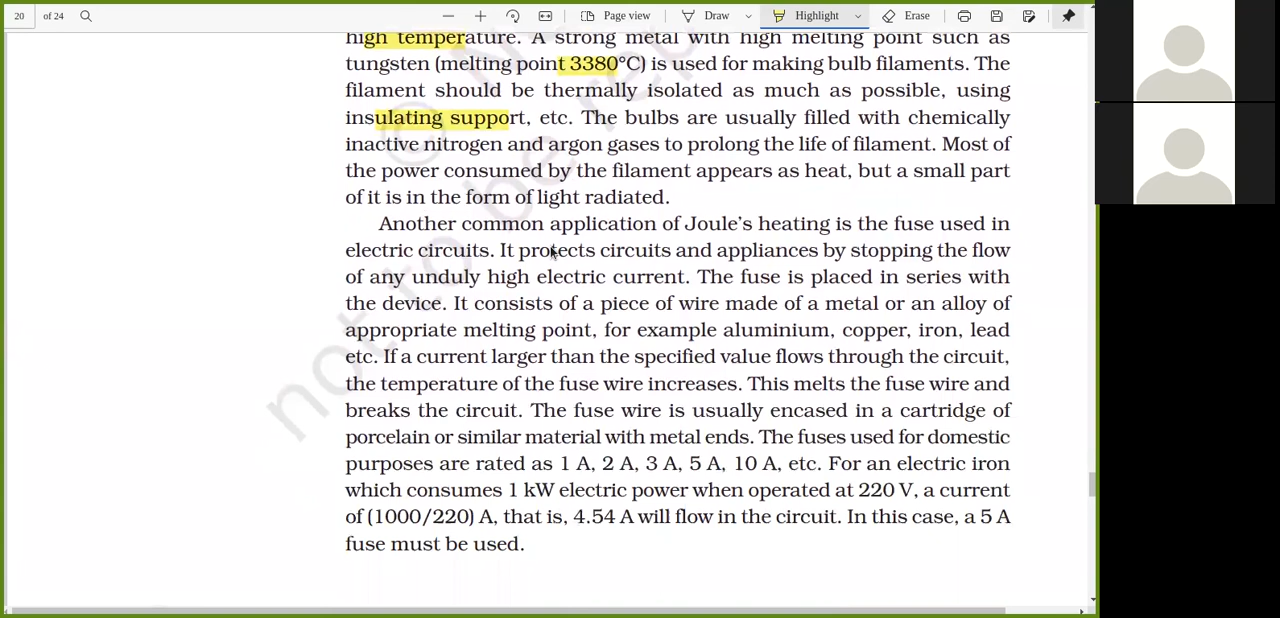 20 of 24 Page view Draw Highlight Erase
high temperature. A strong metal with high melting point such as
tungsten (melting point 3380°C) is used for making bulb filaments. The
filament should be thermally isolated as much as possible, using
insulating support, etc. The bulbs are usually filled with chemically
inactive nitrogen and argon gases to prolong the life of filament. Most of
the power consumed by the filament appears as heat, but a small part
of it is in the form of light radiated.
Another common application of Joule's heating is the fuse used in
electric circuits. It protects circuits and appliances by stopping the flow
of any unduly high electric current. The fuse is placed in series with
the device. It consists of a piece of wire made of a metal or an alloy of
appropriate melting point, for example aluminium, copper, iron, lead
etc. If a current larger than the specified value flows through the circuit,
the temperature of the fuse wire increases. This melts the fuse wire and
breaks the circuit. The fuse wire is usually encased in a cartridge of
porcelain or similar material with metal ends. The fuses used for domestic
purposes are rated as 1 A, 2 A, 3 A, 5 A, 10 A, etc. For an electric iron
which consumes 1 kW electric power when operated at 220 V, a current
of (1000/220) A, that is, 4.54 A will flow in the circuit. In this case, a 5 A
fuse must be used.
not to be rep